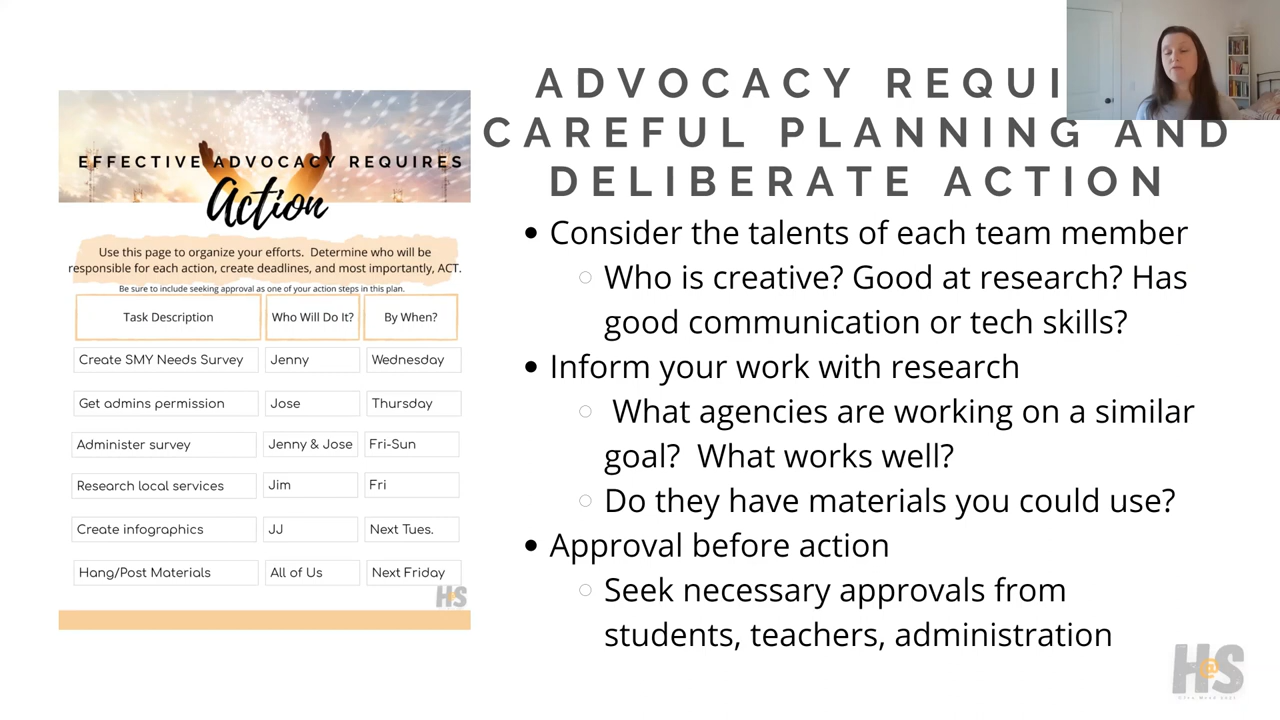 ADVOCACY REQUI
CAREFUL PLANNING AND
DELIBERATE ACTION
EFFECTIVE ADVOCACY REQUIRES
Action
Use this page to organize your efforts. Determine who will be
responsible for each action, create deadlines, and most importantly, ACT.
Be sure to include seeking approval as one of your action steps in this plan.
Task Description Who Will Do It? By When?
Create SMY Needs Survey Jenny Wednesday
Get admins permission Jose Thursday
Administer survey Jenny & Jose Fri-Sun
Research local services Jim Fri
Create infographics JJ Next Tues.
Hang/Post Materials All of Us Next Friday
H@S
• Consider the talents of each team member
○ Who is creative? Good at research? Has
good communication or tech skills?
• Inform your work with research
○ What agencies are working on a similar
goal? What works well?
○ Do they have materials you could use?
• Approval before action
○ Seek necessary approvals from
students, teachers, administration
H@S